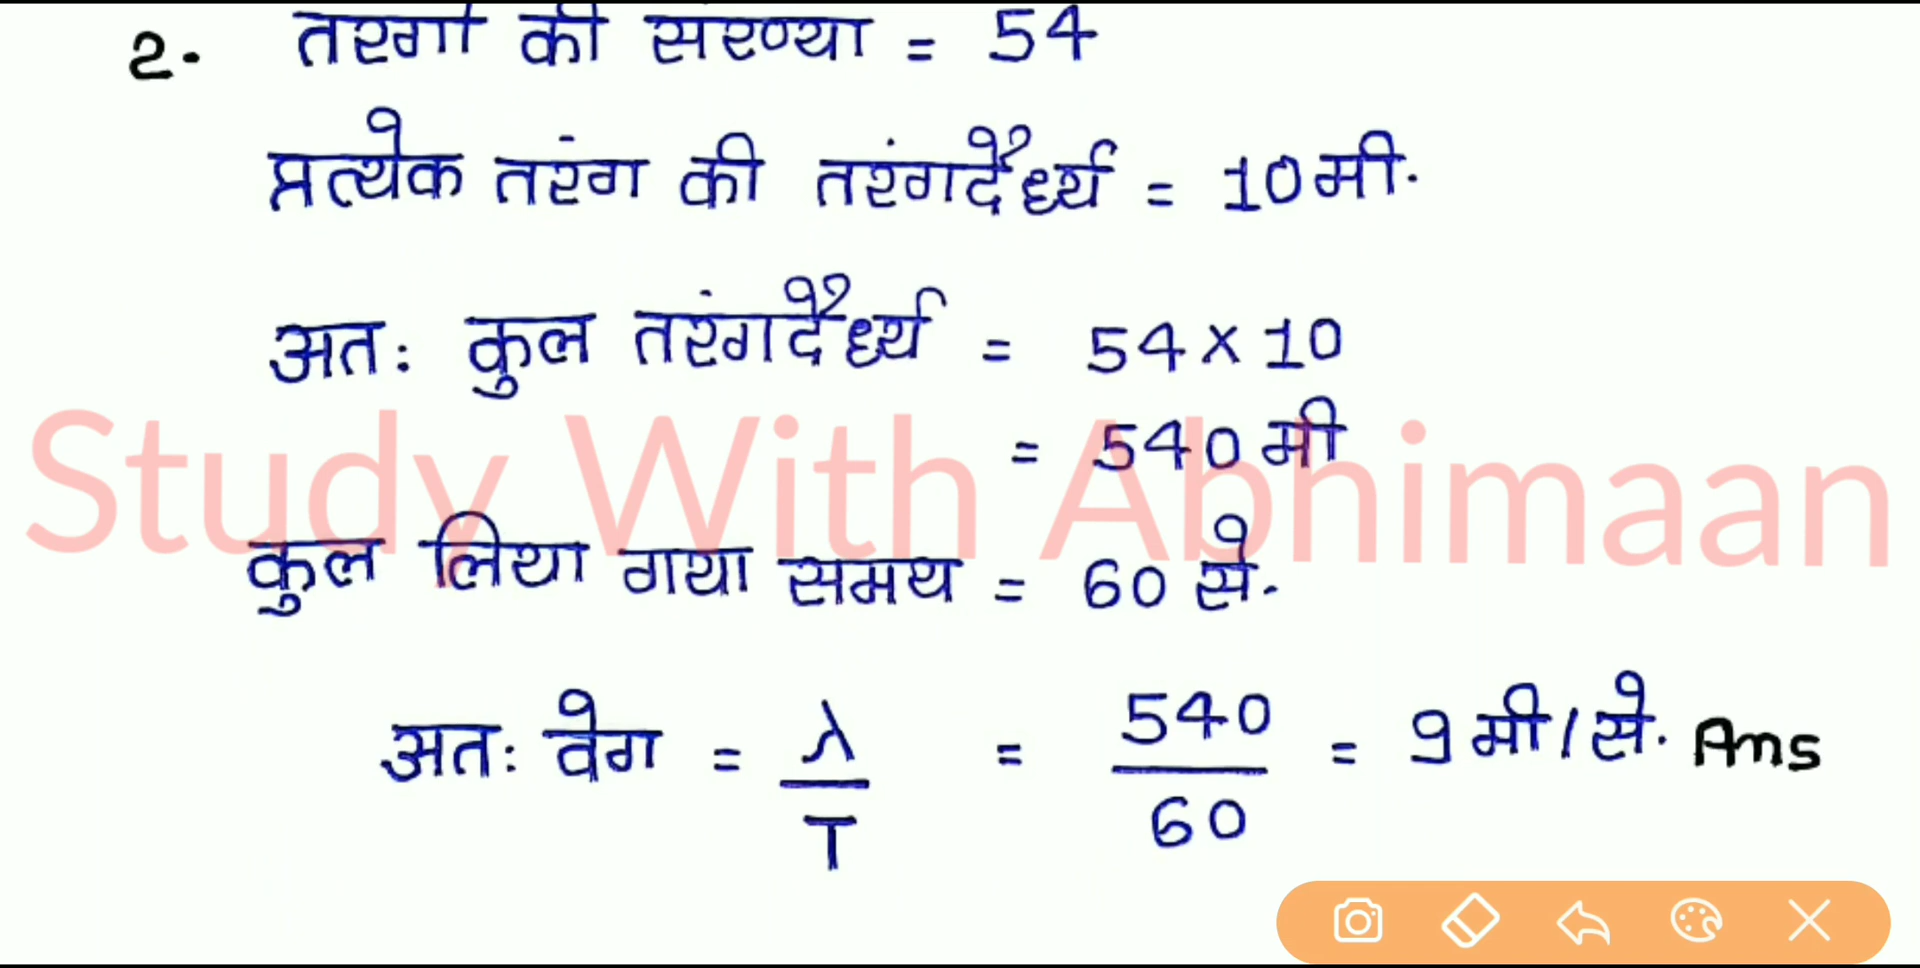 2. तरंगों की संख्या = 54
प्रत्येक तरंग की तरंगदैर्ध्य = 10 मी.
अतः कुल तरंगदैर्ध्य = 54 × 10
= 540 मी
Study With Abhimaan
कुल लिया गया समय = 60 से.
अतः वेग = λ/T = 540/60 = 9 मी/से. Ans